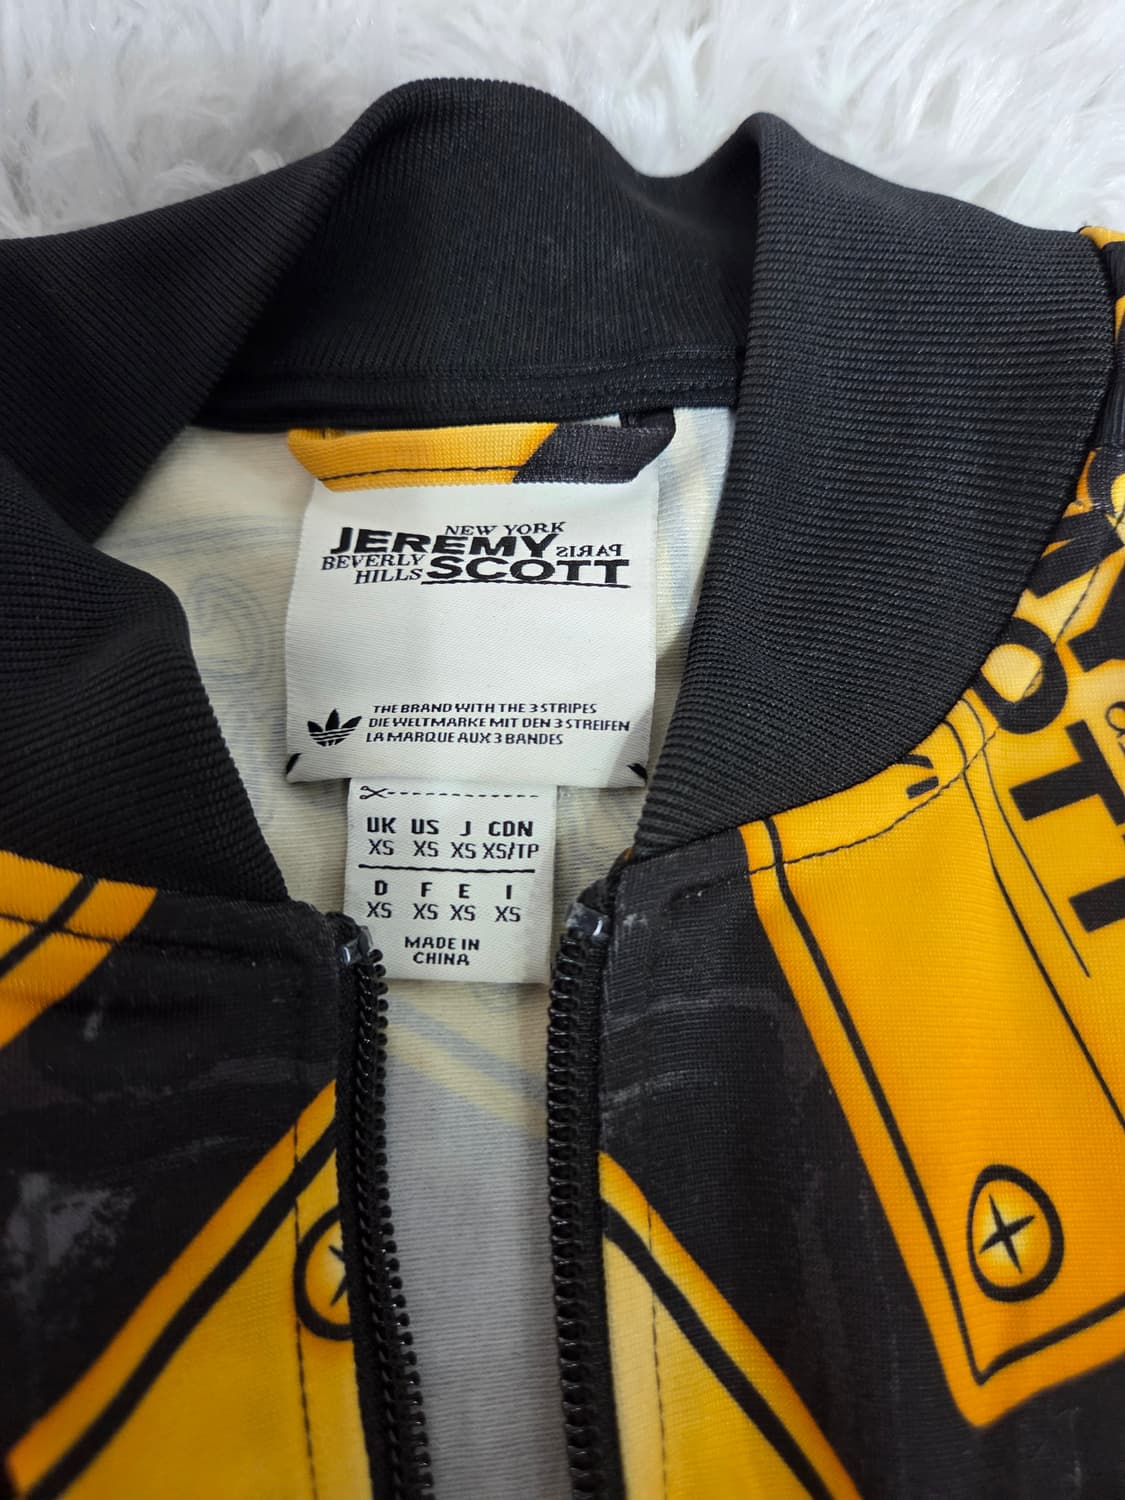 NEW YORK
JEREMY PARIS
BEVERLY HILLS SCOTT
THE BRAND WITH THE 3 STRIPES
DIE WELTMARKE MIT DEN 3 STREIFEN
LA MARQUE AUX 3 BANDES
UK US J CDN
XS XS XS XS/TP
D F E I
XS XS XS XS
MADE IN
CHINA